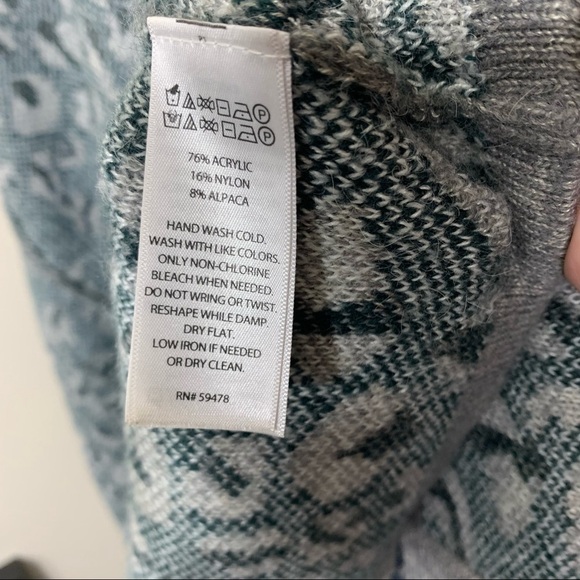 76% ACRYLIC
16% NYLON
8% ALPACA
HAND WASH COLD.
WASH WITH LIKE COLORS.
ONLY NON-CHLORINE
BLEACH WHEN NEEDED.
DO NOT WRING OR TWIST.
RESHAPE WHILE DAMP.
DRY FLAT.
LOW IRON IF NEEDED
OR DRY CLEAN.
RN# 59478